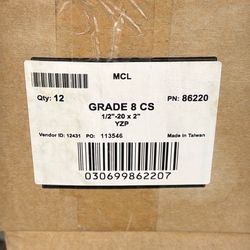 MCL
Qty: 12
PN: 86220
GRADE 8 CS
1/2"-20 x 2"
YZP
Vendor ID: 12431 PO: 113546
Made in Taiwan
030699862207